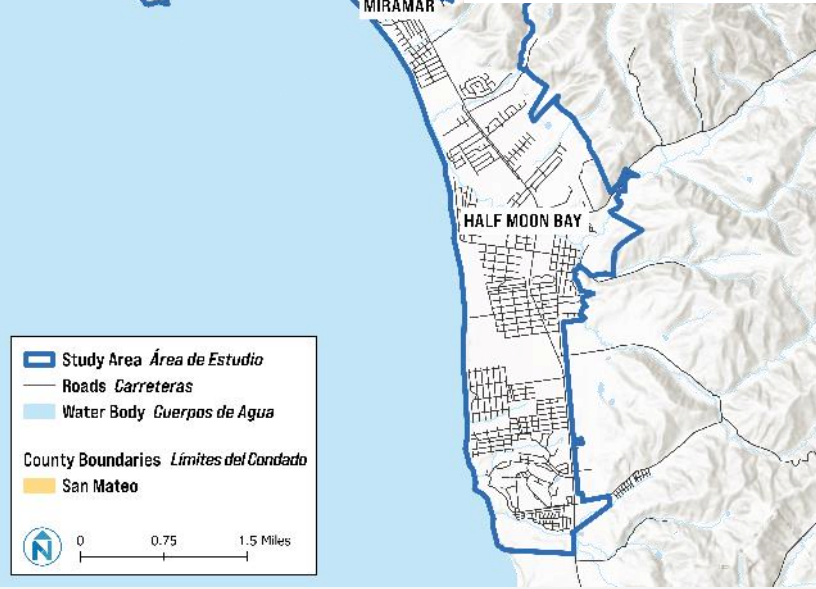 MIRAMAR
HALF MOON BAY
Study Area Área de Estudio
Roads Carreteras
Water Body Cuerpos de Agua
County Boundaries Límites del Condado
San Mateo
N
0 0.75 1.5 Miles